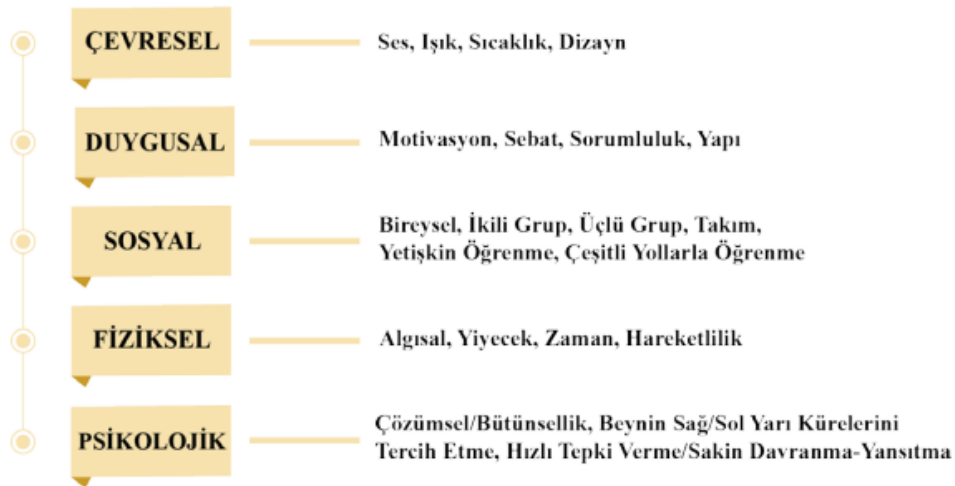 ÇEVRESEL
Ses, Işık, Sıcaklık, Dizayn
DUYGUSAL
Motivasyon, Sebat, Sorumluluk, Yapı
SOSYAL
Bireysel, İkili Grup, Üçlü Grup, Takım,
Yetişkin Öğrenme, Çeşitli Yollarla Öğrenme
FİZİKSEL
Algısal, Yiyecek, Zaman, Hareketlilik
PSİKOLOJİK
Çözümsel/Bütünsellik, Beynin Sağ/Sol Yarı Kürelerini
Tercih Etme, Hızlı Tepki Verme/Sakin Davranma-Yansıtma